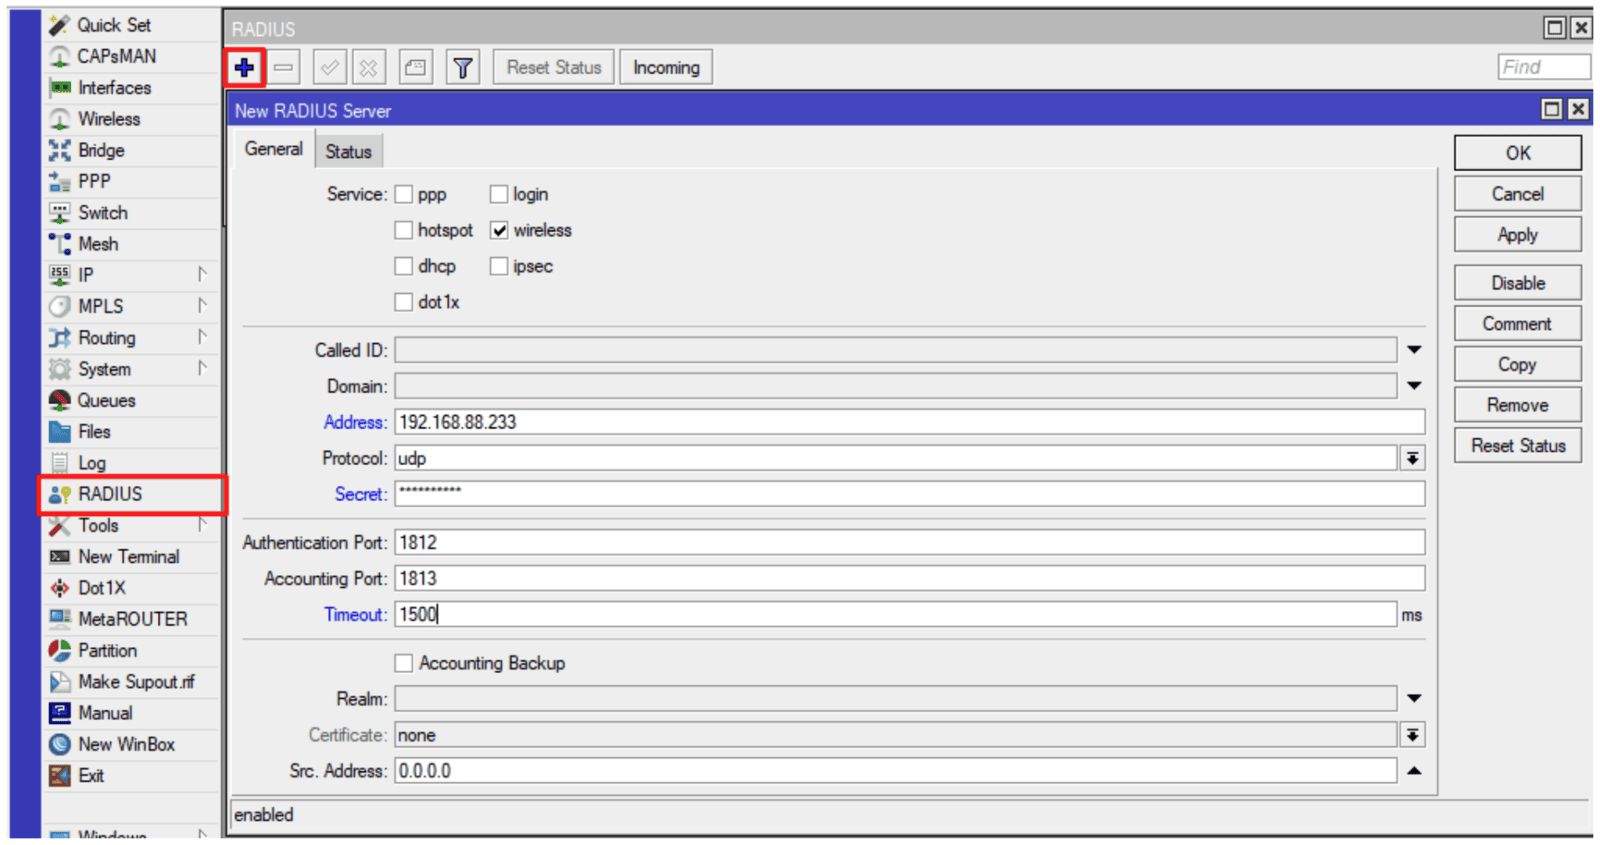 Quick Set
CAPsMAN
Interfaces
Wireless
Bridge
PPP
Switch
Mesh
255 IP
MPLS
Routing
System
Queues
Files
Log
RADIUS
Tools
New Terminal
Dot1X
MetaROUTER
Partition
Make Supout.rif
Manual
New WinBox
Exit
Windows
RADIUS
Reset Status Incoming Find
New RADIUS Server
General Status
Service: ppp login
hotspot wireless
dhcp ipsec
dot1x
Called ID:
Domain:
Address: 192.168.88.233
Protocol: udp
Secret: **********
Authentication Port: 1812
Accounting Port: 1813
Timeout: 1500 ms
Accounting Backup
Realm:
Certificate: none
Src. Address: 0.0.0.0
enabled
OK
Cancel
Apply
Disable
Comment
Copy
Remove
Reset Status